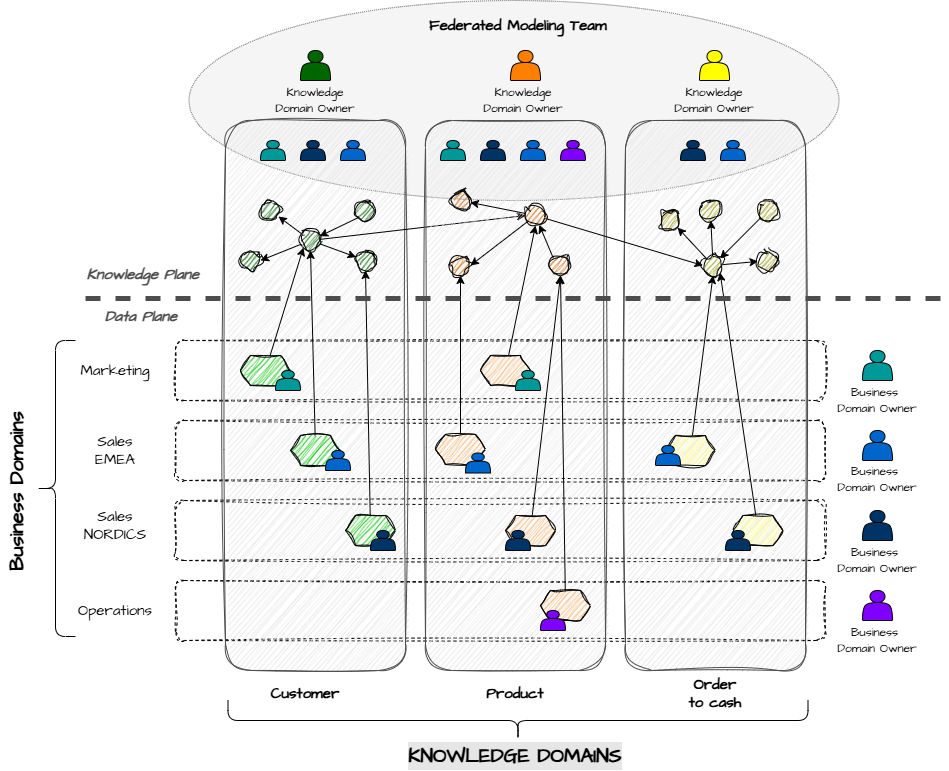 Federated Modeling Team
Knowledge
Domain Owner
Knowledge
Domain Owner
Knowledge
Domain Owner
Knowledge Plane
Data Plane
Business Domains
Marketing
Business
Domain Owner
Sales
EMEA
Business
Domain Owner
Sales
NORDICS
Business
Domain Owner
Operations
Business
Domain Owner
Customer
Product
Order
to cash
KNOWLEDGE DOMAINS